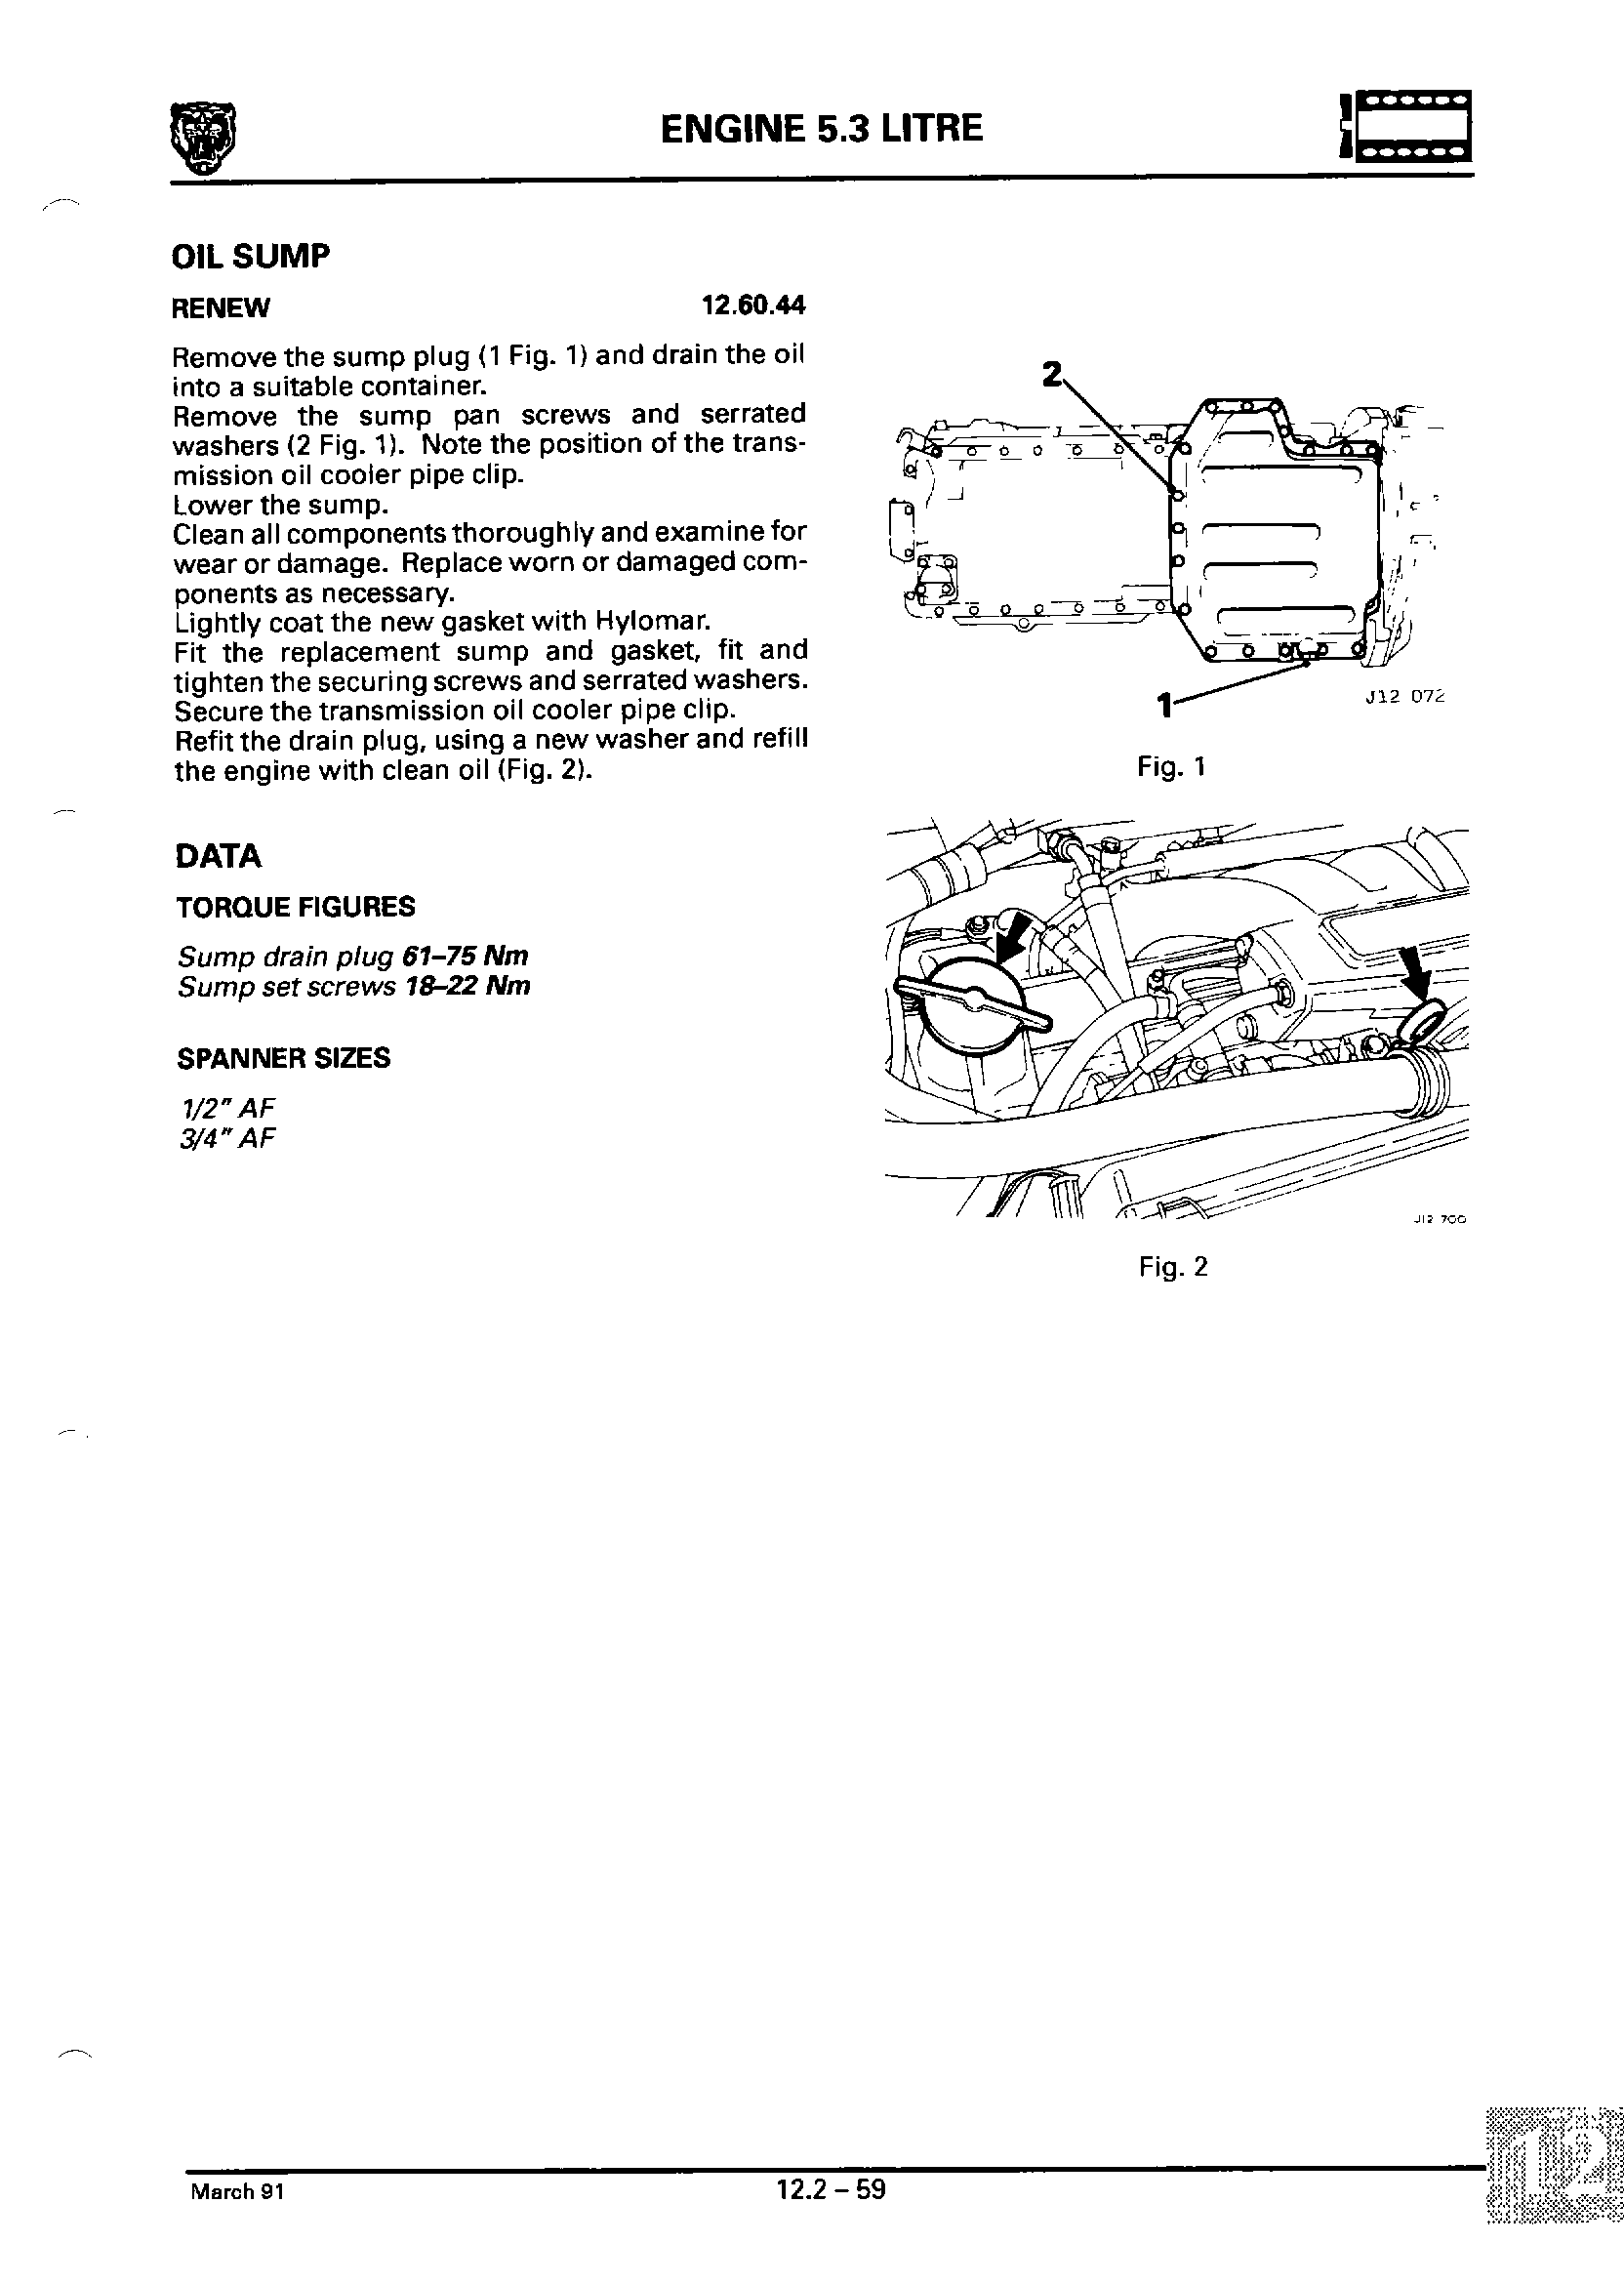 ENGINE 5.3 LITRE
OIL SUMP
RENEW 12.60.44
Remove the sump plug (1 Fig. 1) and drain the oil
into a suitable container.
Remove the sump pan screws and serrated
washers (2 Fig. 1). Note the position of the trans-
mission oil cooler pipe clip.
Lower the sump.
Clean all components thoroughly and examine for
wear or damage. Replace worn or damaged com-
ponents as necessary.
Lightly coat the new gasket with Hylomar.
Fit the replacement sump and gasket, fit and
tighten the securing screws and serrated washers.
Secure the transmission oil cooler pipe clip.
Refit the drain plug, using a new washer and refill
the engine with clean oil (Fig. 2).
DATA
TORQUE FIGURES
Sump drain plug 61–75 Nm
Sump set screws 18–22 Nm
SPANNER SIZES
1/2" AF
3/4" AF
2
1
J12 072
Fig. 1
J12 700
Fig. 2
12
March 91
12.2 – 59